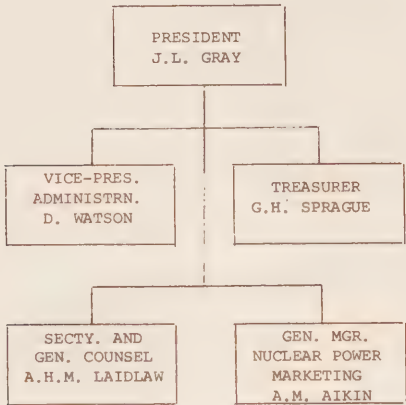 PRESIDENT
J.L. GRAY
VICE-PRES.
ADMINISTRN.
D. WATSON
TREASURER
G.H. SPRAGUE
SECTY. AND
GEN. COUNSEL
A.H.M. LAIDLAW
GEN. MGR.
NUCLEAR POWER
MARKETING
A.M. AIKIN